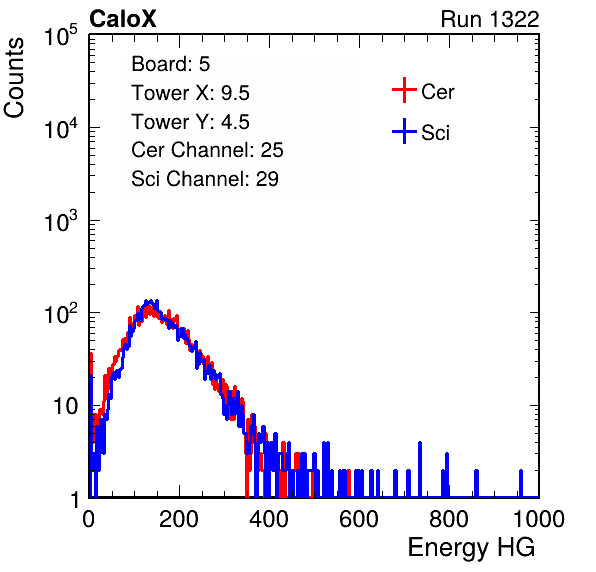 CaloX Run 1322
Counts
Board: 5
Tower X: 9.5
Tower Y: 4.5
Cer Channel: 25
Sci Channel: 29
Cer
Sci
10^5
10^4
10^3
10^2
10
1
0 200 400 600 800 1000
Energy HG